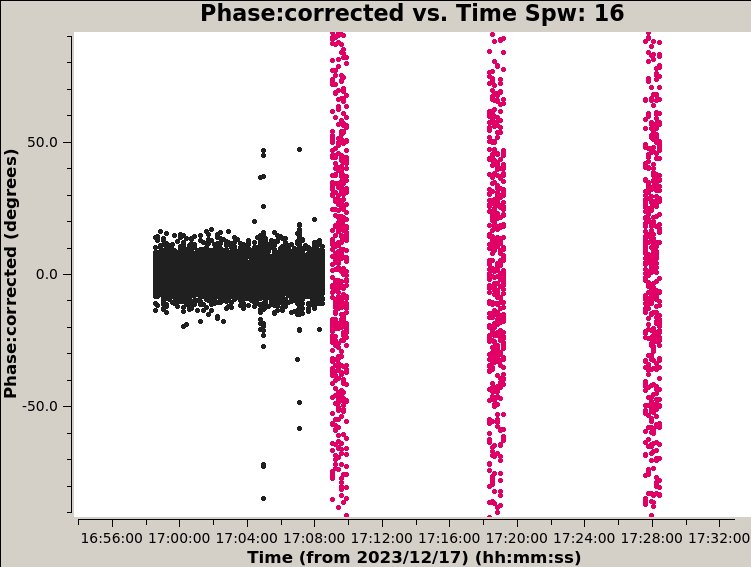 Phase:corrected vs. Time Spw: 16
Phase:corrected (degrees)
50.0
0.0
-50.0
16:56:00 17:00:00 17:04:00 17:08:00 17:12:00 17:16:00 17:20:00 17:24:00 17:28:00 17:32:00
Time (from 2023/12/17) (hh:mm:ss)